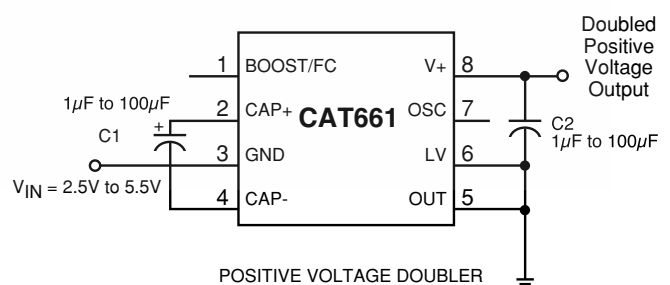 Doubled
Positive
Voltage
Output
1 BOOST/FC V+ 8
1µF to 100µF
2 CAP+ CAT661 OSC 7
C1 +
C2
1µF to 100µF
3 GND LV 6
VIN = 2.5V to 5.5V
4 CAP- OUT 5
POSITIVE VOLTAGE DOUBLER